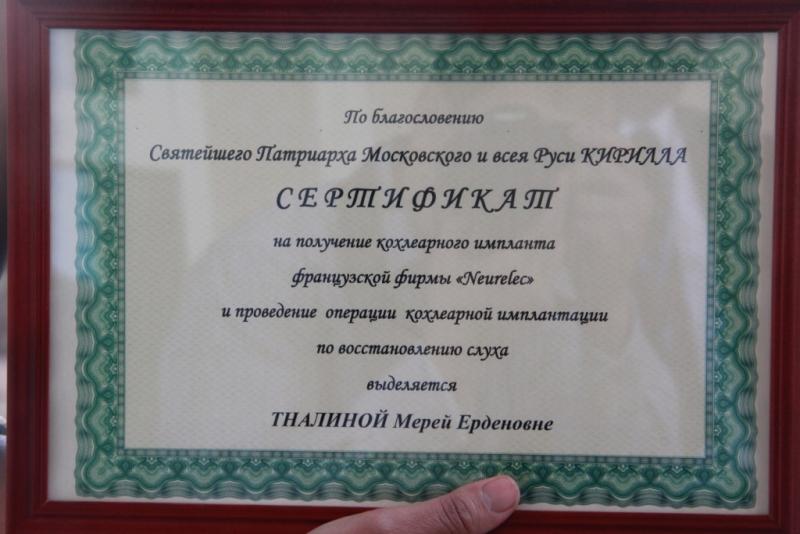 По благословению
Святейшего Патриарха Московского и всея Руси КИРИЛЛА
СЕРТИФИКАТ
на получение кохлеарного импланта
французской фирмы «Neurelec»
и проведение операции кохлеарной имплантации
по восстановлению слуха
выделяется
ТНАЛИНОЙ Мерей Ерденовне